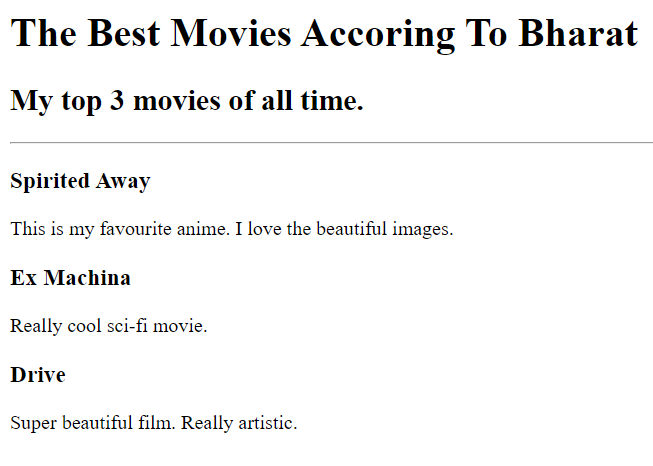 The Best Movies Accoring To Bharat
My top 3 movies of all time.
Spirited Away
This is my favourite anime. I love the beautiful images.
Ex Machina
Really cool sci-fi movie.
Drive
Super beautiful film. Really artistic.